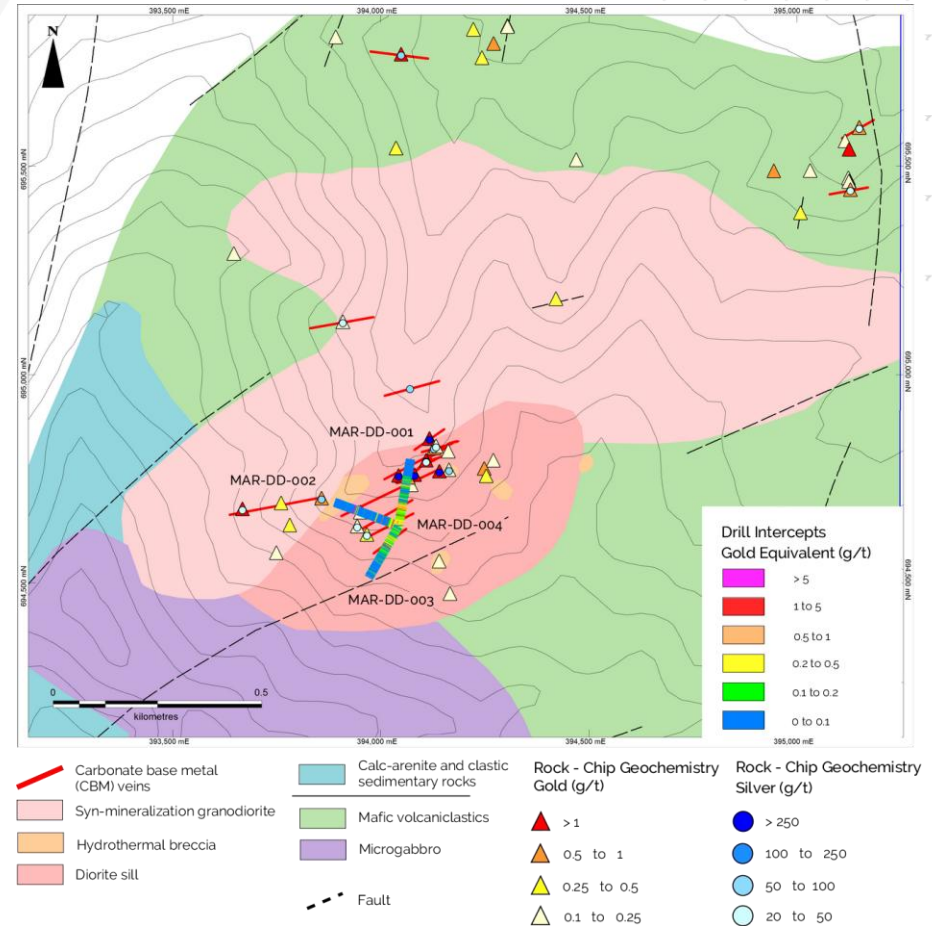 393,500 mE
394,000 mE
394,500 mE
395,000 mE
N
695,500 mN
695,500 mN
695,000 mN
695,000 mN
MAR-DD-001
MAR-DD-002
MAR-DD-004
MAR-DD-003
694,500 mN
694,500 mN
Drill Intercepts
Gold Equivalent (g/t)
> 5
1 to 5
0.5 to 1
0.2 to 0.5
0.1 to 0.2
0 to 0.1
0
0.5
kilometres
393,500 mE
394,000 mE
394,500 mE
395,000 mE
Carbonate base metal
(CBM) veins
Syn-mineralization granodiorite
Hydrothermal breccia
Diorite sill
Calc-arenite and clastic
sedimentary rocks
Mafic volcaniclastics
Microgabbro
Fault
Rock - Chip Geochemistry
Gold (g/t)
> 1
0.5 to 1
0.25 to 0.5
0.1 to 0.25
Rock - Chip Geochemistry
Silver (g/t)
> 250
100 to 250
50 to 100
20 to 50